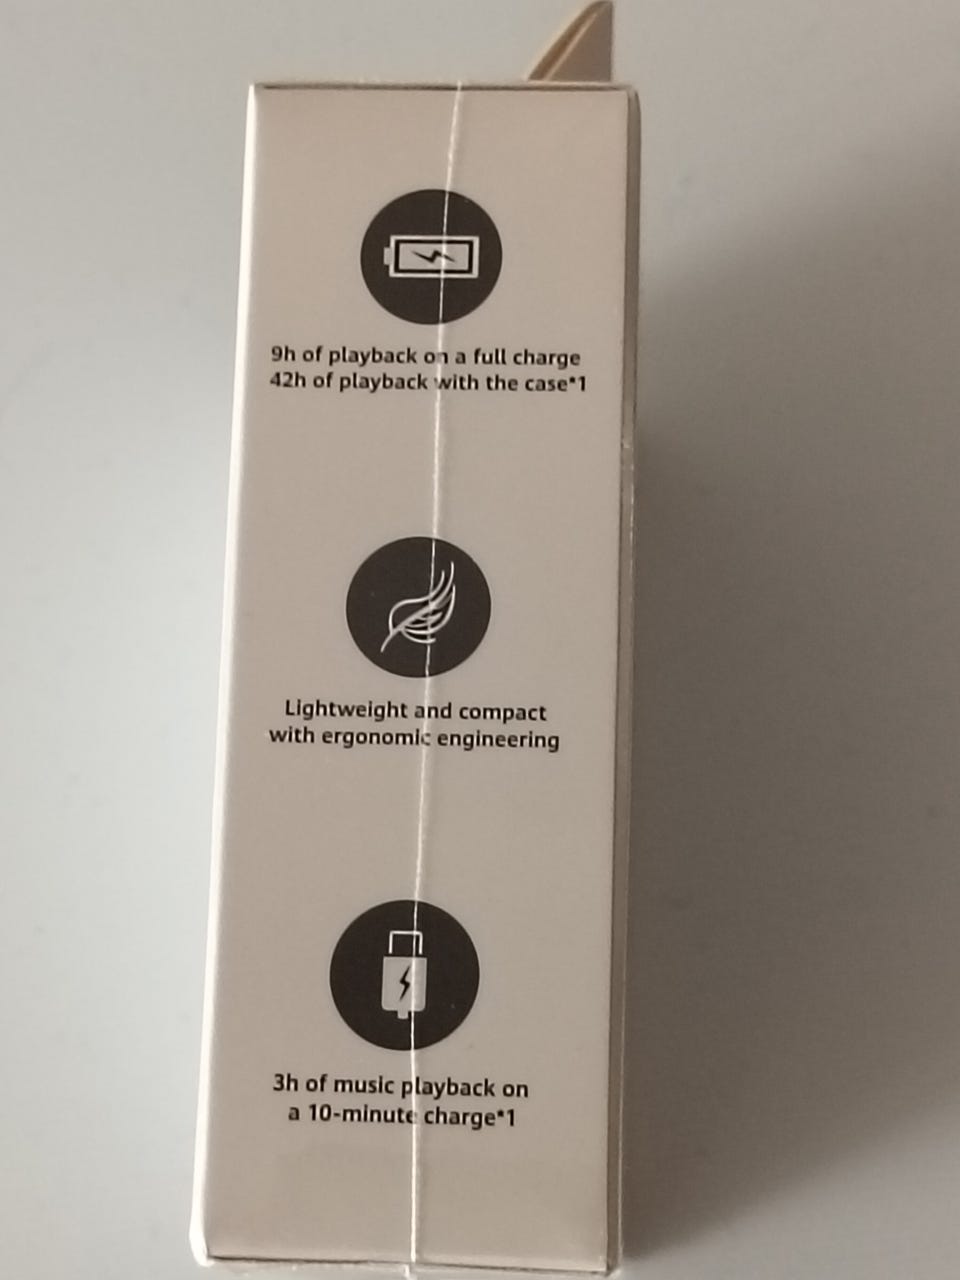 9h of playback on a full charge
42h of playback with the case*1
Lightweight and compact
with ergonomic engineering
3h of music playback on
a 10-minute charge*1